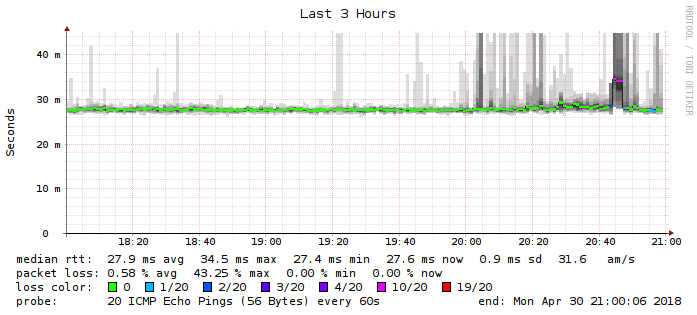 Last 3 Hours
RRDTOOL / TOBI OETIKER
Seconds
40 m
30 m
20 m
10 m
0
18:20 18:40 19:00 19:20 19:40 20:00 20:20 20:40 21:00
median rtt: 27.9 ms avg 34.5 ms max 27.4 ms min 27.6 ms now 0.9 ms sd 31.6 am/s
packet loss: 0.58 % avg 43.25 % max 0.00 % min 0.00 % now
loss color: 0 1/20 2/20 3/20 4/20 10/20 19/20
probe: 20 ICMP Echo Pings (56 Bytes) every 60s end: Mon Apr 30 21:00:06 2018